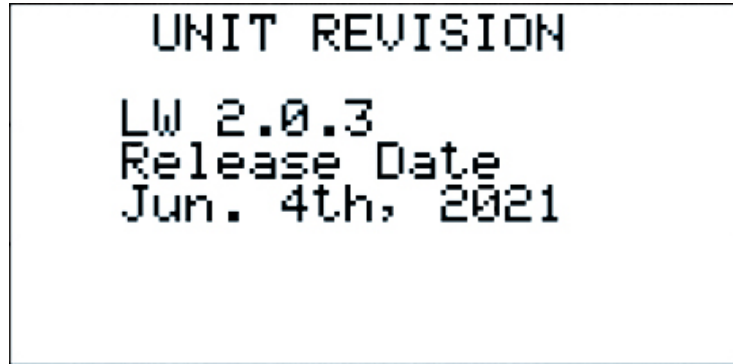 UNIT REVISION
LW 2.0.3
Release Date
Jun. 4th, 2021